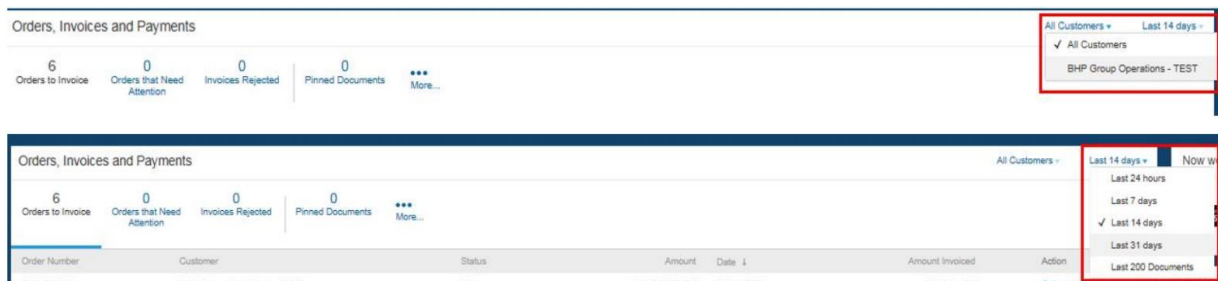 Orders, Invoices and Payments
All Customers ▾ Last 14 days ▾
✓ All Customers
BHP Group Operations - TEST
6 0 0 0 •••
Orders to Invoice Orders that Need Attention Invoices Rejected Pinned Documents More...
Orders, Invoices and Payments
All Customers ▾ Last 14 days ▾ Now w
Last 24 hours
Last 7 days
✓ Last 14 days
Last 31 days
Last 200 Documents
6 0 0 0 •••
Orders to Invoice Orders that Need Attention Invoices Rejected Pinned Documents More...
Order Number Customer Status Amount Date ↓ Amount Invoiced Action